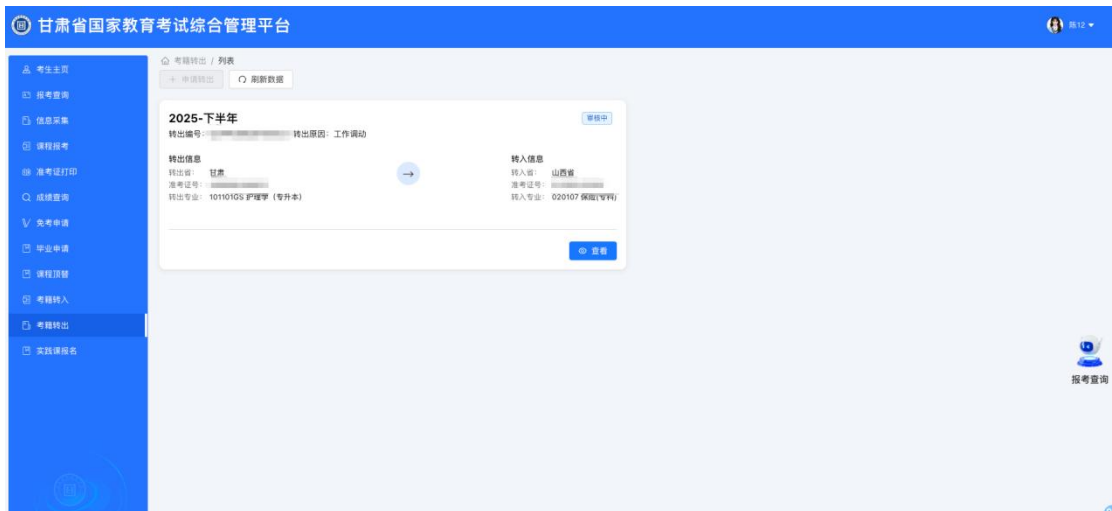 甘肃省国家教育考试综合管理平台
陈12
考生主页
报考查询
信息采集
课程报考
准考证打印
成绩查询
免考申请
毕业申请
课程顶替
考籍转入
考籍转出
实践课报名
考籍转出 / 列表
+ 申请转出
刷新数据
2025-下半年
审核中
转出编号: 转出原因: 工作调动
转出信息
转出省: 甘肃
准考证号:
转出专业: 101101GS 护理学 (专升本)
→
转入信息
转入省: 山西省
准考证号:
转入专业: 020107 保险(专科)
查看
报考查询